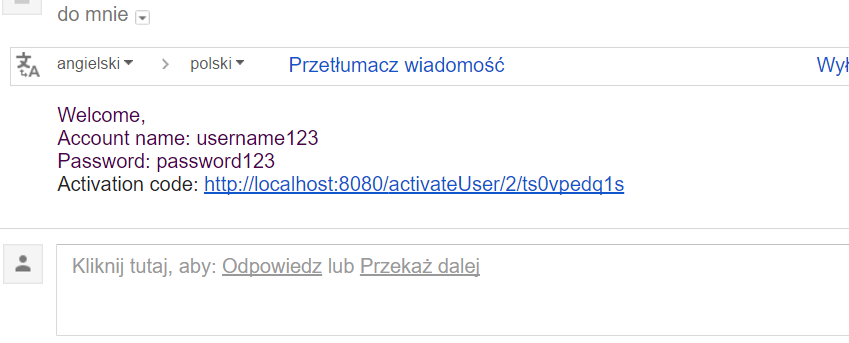 do mnie
angielski > polski Przetłumacz wiadomość Wył
Welcome,
Account name: username123
Password: password123
Activation code: http://localhost:8080/activateUser/2/ts0vpedq1s
Kliknij tutaj, aby: Odpowiedz lub Przekaż dalej